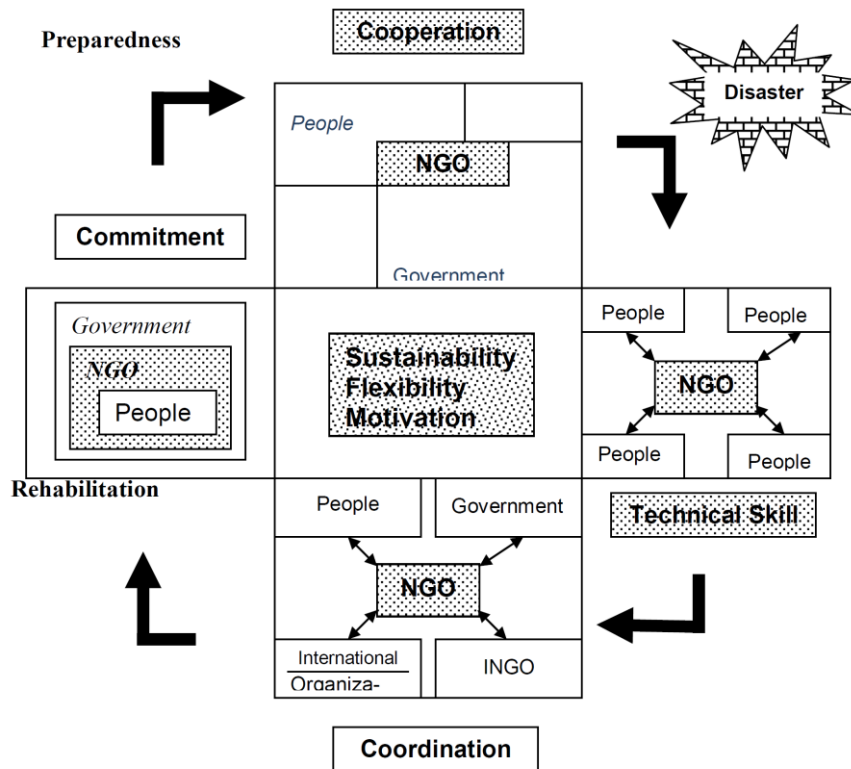 Preparedness
Cooperation
Disaster
People
NGO
Commitment
Government
Government
NGO
People
Sustainability
Flexibility
Motivation
People
People
NGO
People
People
Rehabilitation
Technical Skill
People
Government
NGO
International
Organiza-
INGO
Coordination